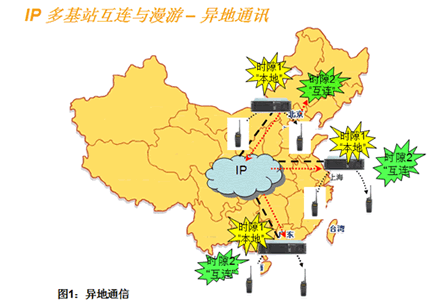 IP 多基站互连与漫游 – 异地通讯
时隙1
“本地”
时隙2
“互连”
北京
时隙1
“本地”
时隙2
“互连”
IP
上海
时隙1
“本地”
东
台湾
时隙2
“互连”
图1：异地通信